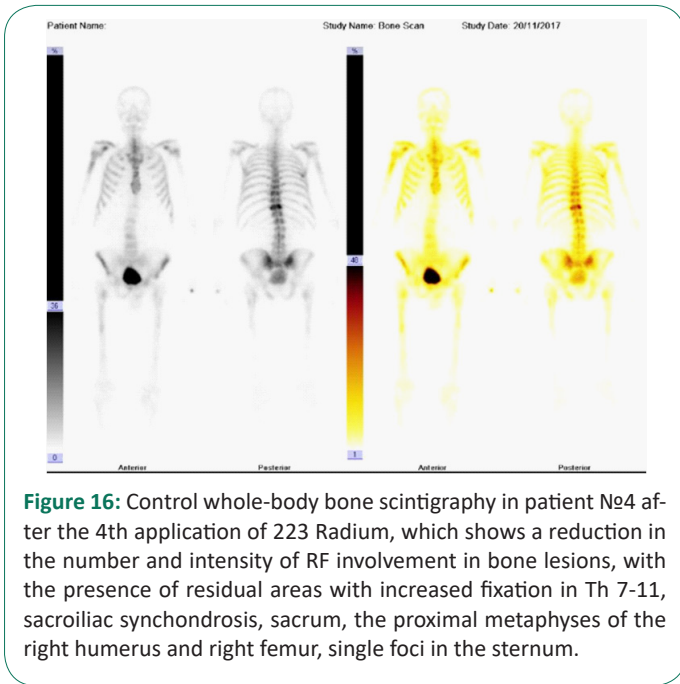 Patient Name: Study Name: Bone Scan Study Date: 20/11/2017
% %
40
36
0 1
Anterior Posterior Anterior Posterior
Figure 16: Control whole-body bone scintigraphy in patient №4 af-
ter the 4th application of 223 Radium, which shows a reduction in
the number and intensity of RF involvement in bone lesions, with
the presence of residual areas with increased fixation in Th 7-11,
sacroiliac synchondrosis, sacrum, the proximal metaphyses of the
right humerus and right femur, single foci in the sternum.